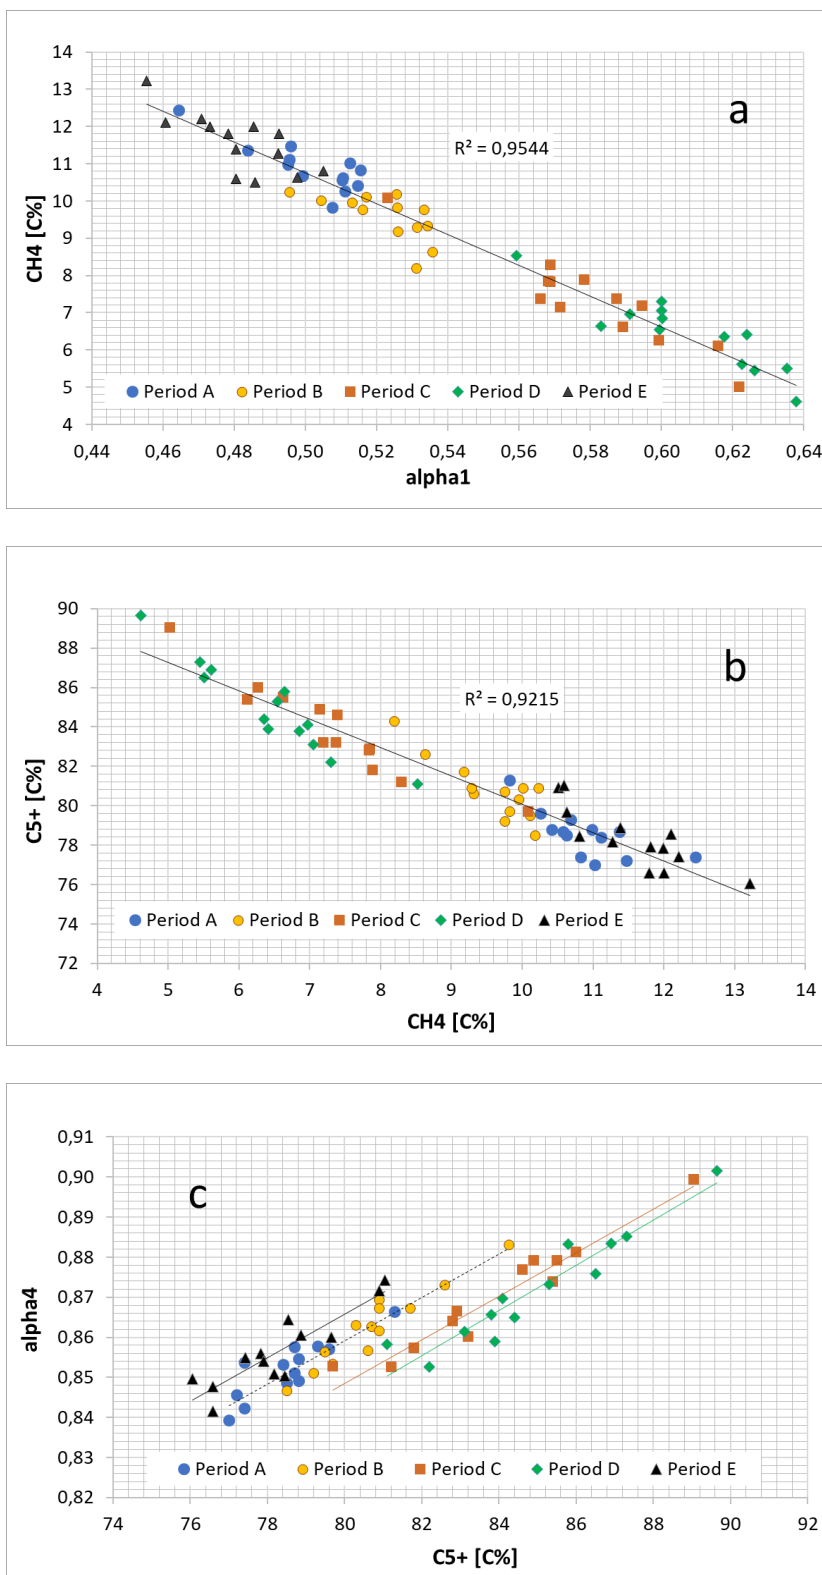 14
13
12
11
10
9
8
7
6
5
4
CH4 [C%]
a
R² = 0,9544
Period A Period B Period C Period D Period E
0,44 0,46 0,48 0,50 0,52 0,54 0,56 0,58 0,60 0,62 0,64
alpha1
90
88
86
84
82
80
78
76
74
72
C5+ [C%]
b
R² = 0,9215
Period A Period B Period C Period D Period E
4 5 6 7 8 9 10 11 12 13 14
CH4 [C%]
0,91
0,90
0,89
0,88
0,87
0,86
0,85
0,84
0,83
0,82
alpha4
c
Period A Period B Period C Period D Period E
74 76 78 80 82 84 86 88 90 92
C5+ [C%]